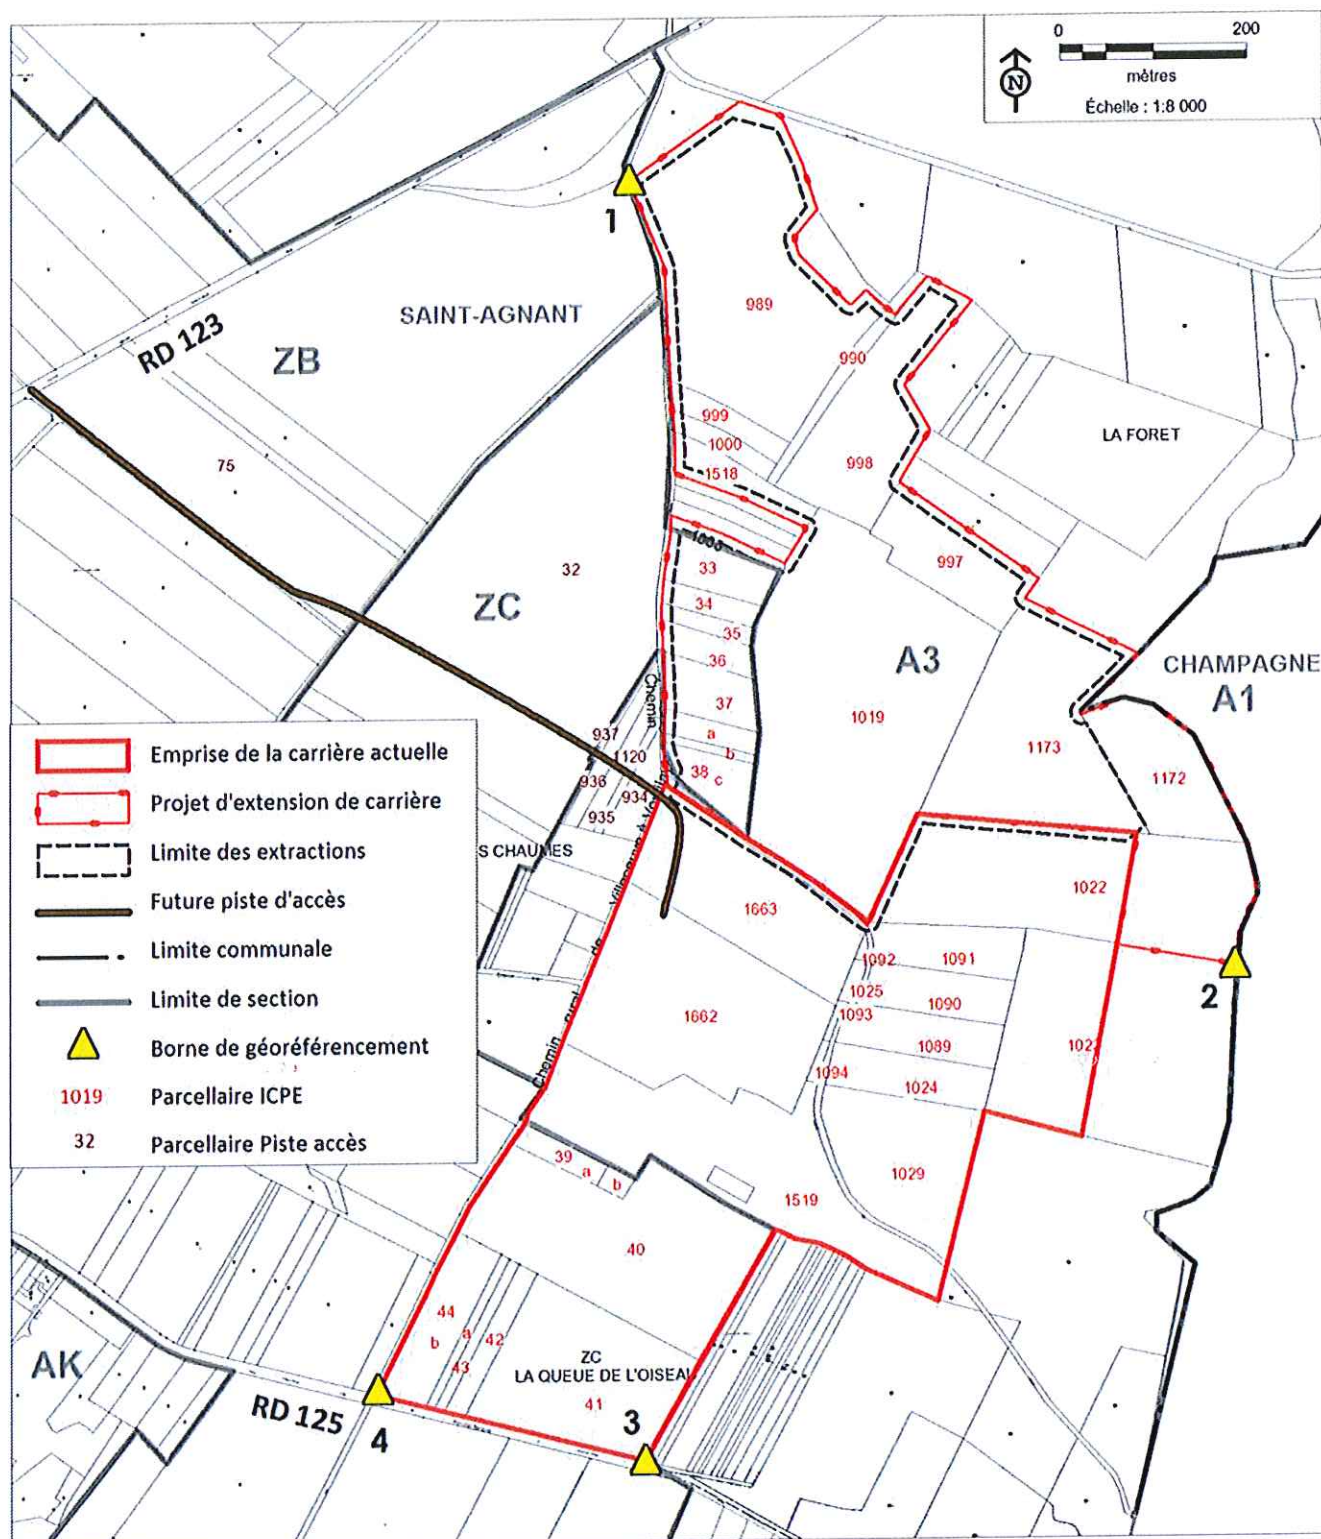 0 200
mètres
Échelle : 1:8 000
N
1
SAINT-AGNANT
RD 123
ZB
989
990
999
1000
1518
998
LA FORET
75
32
ZC
33
34
35
36
37
a
b
38
c
997
A3
1019
CHAMPAGNE
A1
1173
1172
Chemin
937
1120
936
934
935
S CHAUMES
Emprise de la carrière actuelle
Projet d'extension de carrière
Limite des extractions
Future piste d'accès
Limite communale
Limite de section
Borne de géoréférencement
1019 Parcellaire ICPE
32 Parcellaire Piste accès
1022
1663
1092
1091
1025
1090
1093
1662
1089
1094
1024
2
Chemin rural de
39
a
b
1029
1519
40
44
a
b
42
43
ZC
LA QUEUE DE L'OISEAU
41
AK
RD 125
4
3